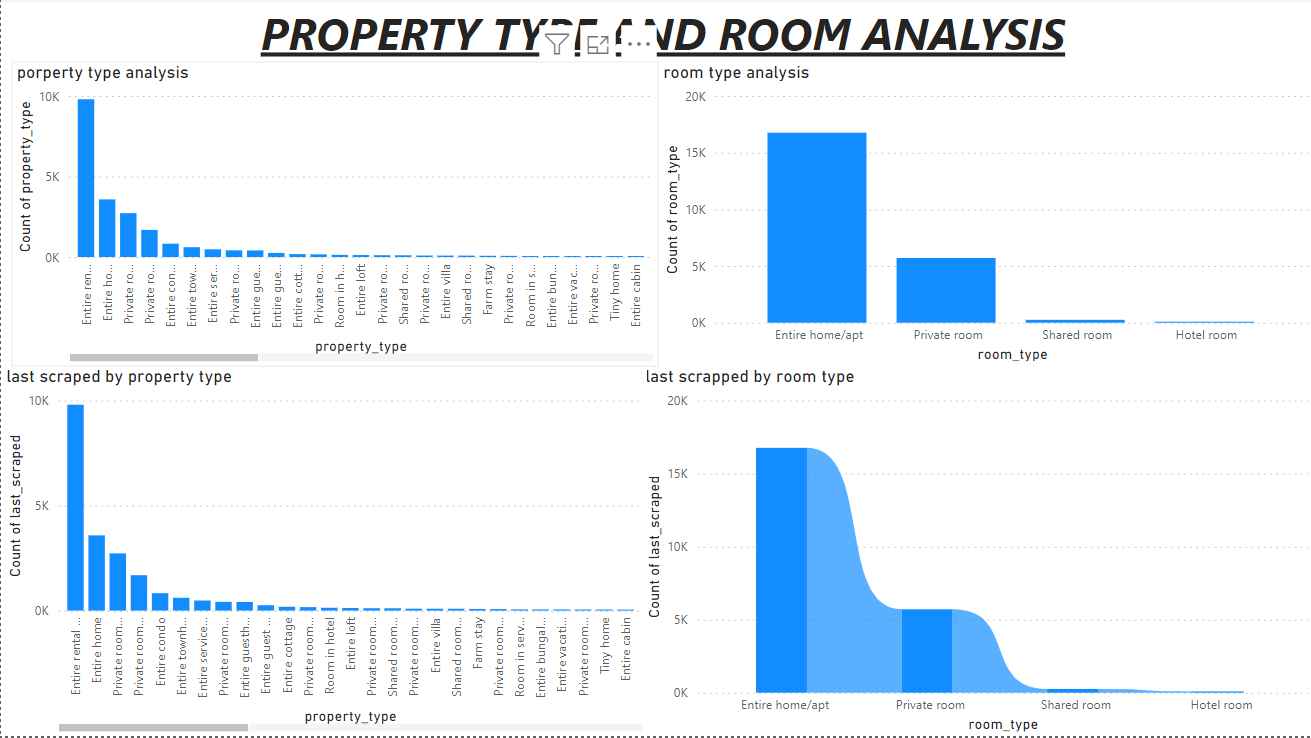 PROPERTY TYPE AND ROOM ANALYSIS
porperty type analysis
10K
5K
0K
Count of property_type
Entire ren...
Entire ho...
Private ro...
Private ro...
Entire con...
Entire tow...
Entire ser...
Private ro...
Entire gue...
Entire gue...
Entire cott...
Private ro...
Room in h...
Entire loft
Private ro...
Shared ro...
Private ro...
Entire villa
Shared ro...
Farm stay
Private ro...
Room in s...
Entire bun...
Entire vac...
Private ro...
Tiny home
Entire cabin
property_type
room type analysis
20K
15K
10K
5K
0K
Count of room_type
Entire home/apt
Private room
Shared room
Hotel room
room_type
last scraped by property type
10K
5K
0K
Count of last_scraped
Entire rental ...
Entire home
Private room...
Private room...
Entire condo
Entire townh...
Entire service...
Private room...
Entire guesth...
Entire guest ...
Entire cottage
Private room...
Room in hotel
Entire loft
Private room...
Shared room...
Private room...
Entire villa
Shared room...
Farm stay
Private room...
Room in serv...
Entire bungal...
Entire vacati...
Private room...
Tiny home
Entire cabin
property_type
last scrapped by room type
20K
15K
10K
5K
0K
Count of last_scraped
Entire home/apt
Private room
Shared room
Hotel room
room_type